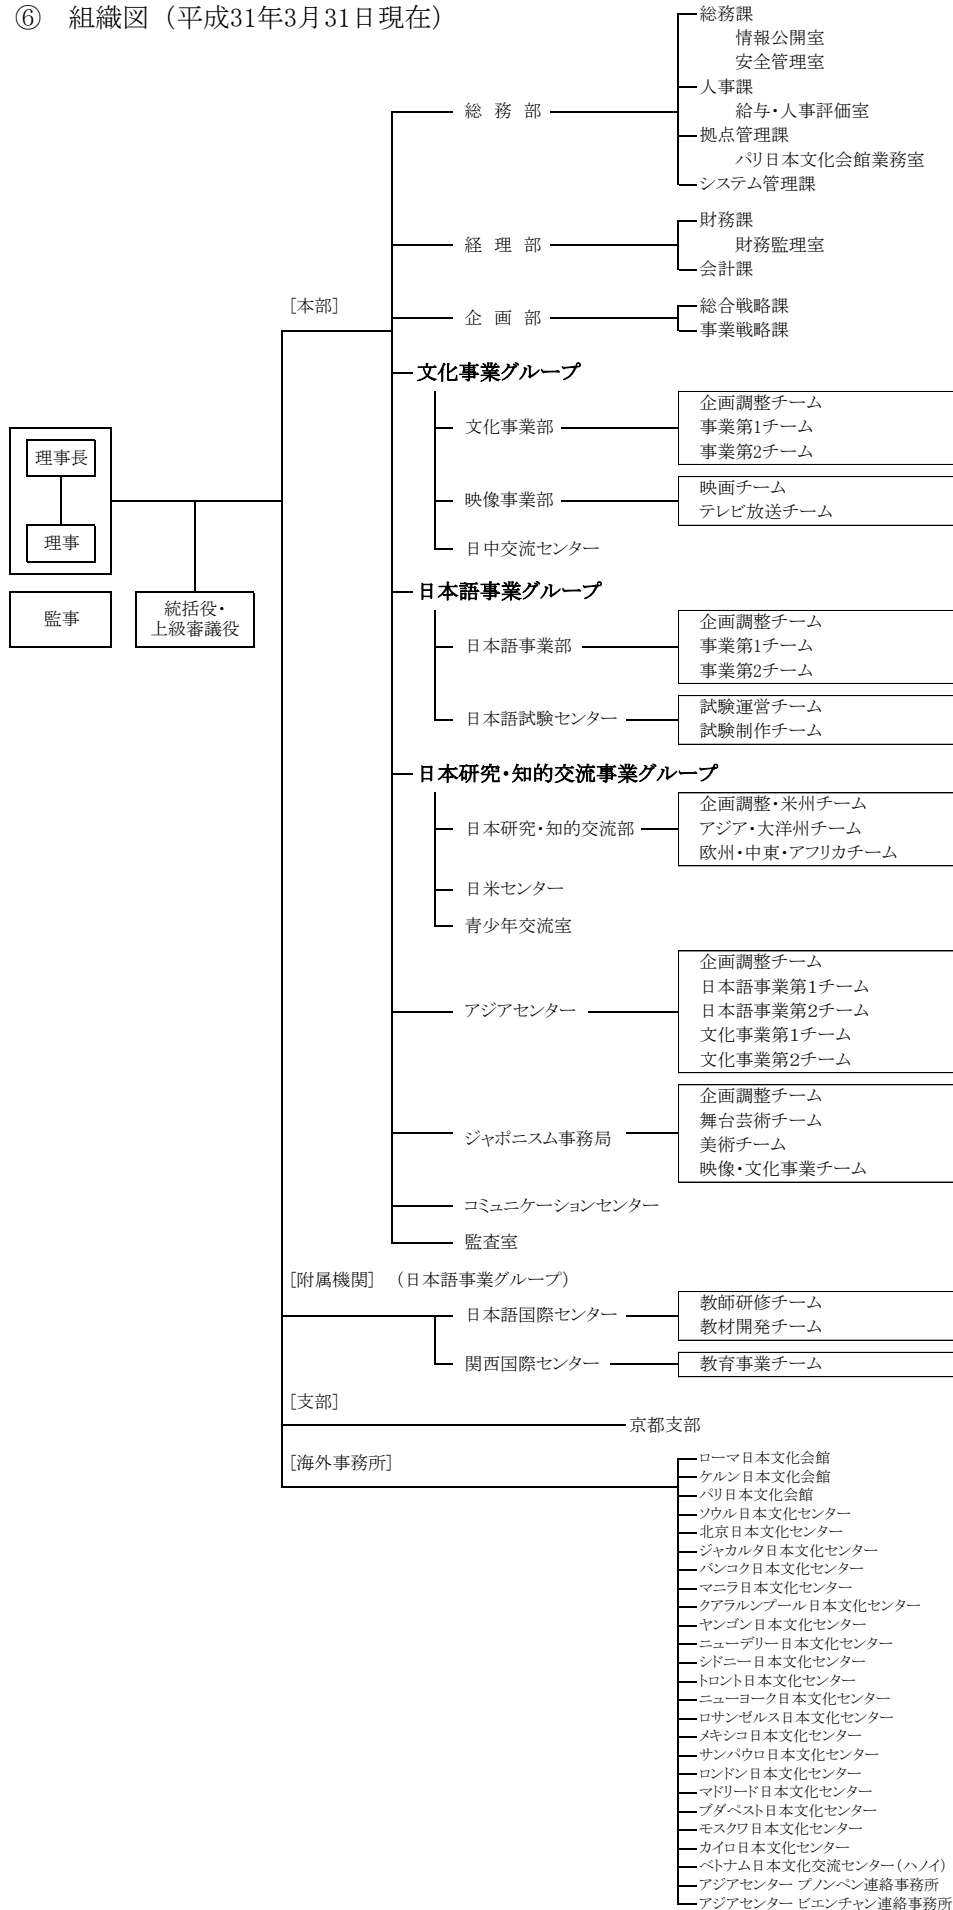 ⑥　組織図（平成31年3月31日現在）
総務課
情報公開室
安全管理室
人事課
総　務　部
給与・人事評価室
拠点管理課
パリ日本文化会館業務室
システム管理課
財務課
経　理　部
財務監理室
会計課
[本部]
総合戦略課
企　画　部
事業戦略課
文化事業グループ
企画調整チーム
文化事業部
事業第1チーム
事業第2チーム
理事長
映画チーム
映像事業部
テレビ放送チーム
理事
日中交流センター
日本語事業グループ
監事
統括役・
上級審議役
企画調整チーム
日本語事業部
事業第1チーム
事業第2チーム
試験運営チーム
日本語試験センター
試験制作チーム
日本研究・知的交流事業グループ
企画調整・米州チーム
日本研究・知的交流部
アジア・大洋州チーム
欧州・中東・アフリカチーム
日米センター
青少年交流室
企画調整チーム
日本語事業第1チーム
アジアセンター
日本語事業第2チーム
文化事業第1チーム
文化事業第2チーム
企画調整チーム
舞台芸術チーム
ジャポニスム事務局
美術チーム
映像・文化事業チーム
コミュニケーションセンター
監査室
[附属機関]　（日本語事業グループ）
教師研修チーム
日本語国際センター
教材開発チーム
関西国際センター
教育事業チーム
[支部]
京都支部
[海外事務所]
ローマ日本文化会館
ケルン日本文化会館
パリ日本文化会館
ソウル日本文化センター
北京日本文化センター
ジャカルタ日本文化センター
バンコク日本文化センター
マニラ日本文化センター
クアラルンプール日本文化センター
ヤンゴン日本文化センター
ニューデリー日本文化センター
シドニー日本文化センター
トロント日本文化センター
ニューヨーク日本文化センター
ロサンゼルス日本文化センター
メキシコ日本文化センター
サンパウロ日本文化センター
ロンドン日本文化センター
マドリード日本文化センター
ブダペスト日本文化センター
モスクワ日本文化センター
カイロ日本文化センター
ベトナム日本文化交流センター（ハノイ）
アジアセンター プノンペン連絡事務所
アジアセンター ビエンチャン連絡事務所